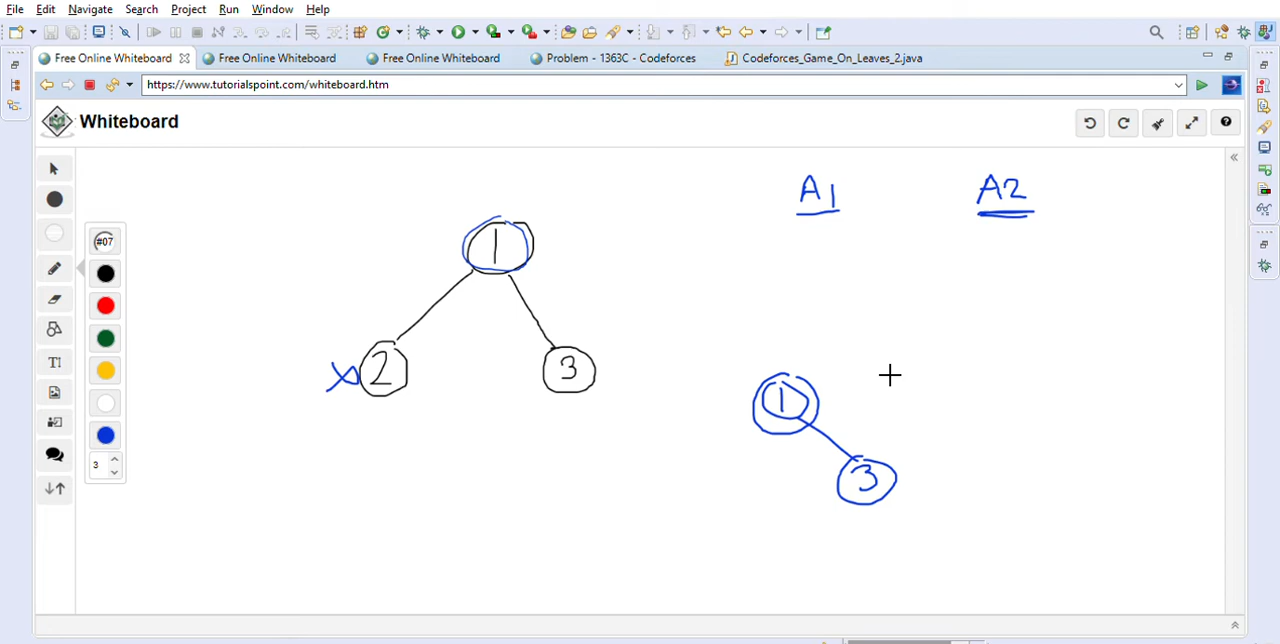 File Edit Navigate Search Project Run Window Help
Free Online Whiteboard Free Online Whiteboard Free Online Whiteboard Problem - 1363C - Codeforces Codeforces_Game_On_Leaves_2.java
https://www.tutorialspoint.com/whiteboard.htm
Whiteboard
A1 A2
#07
1
2 3
1
3
TI
3